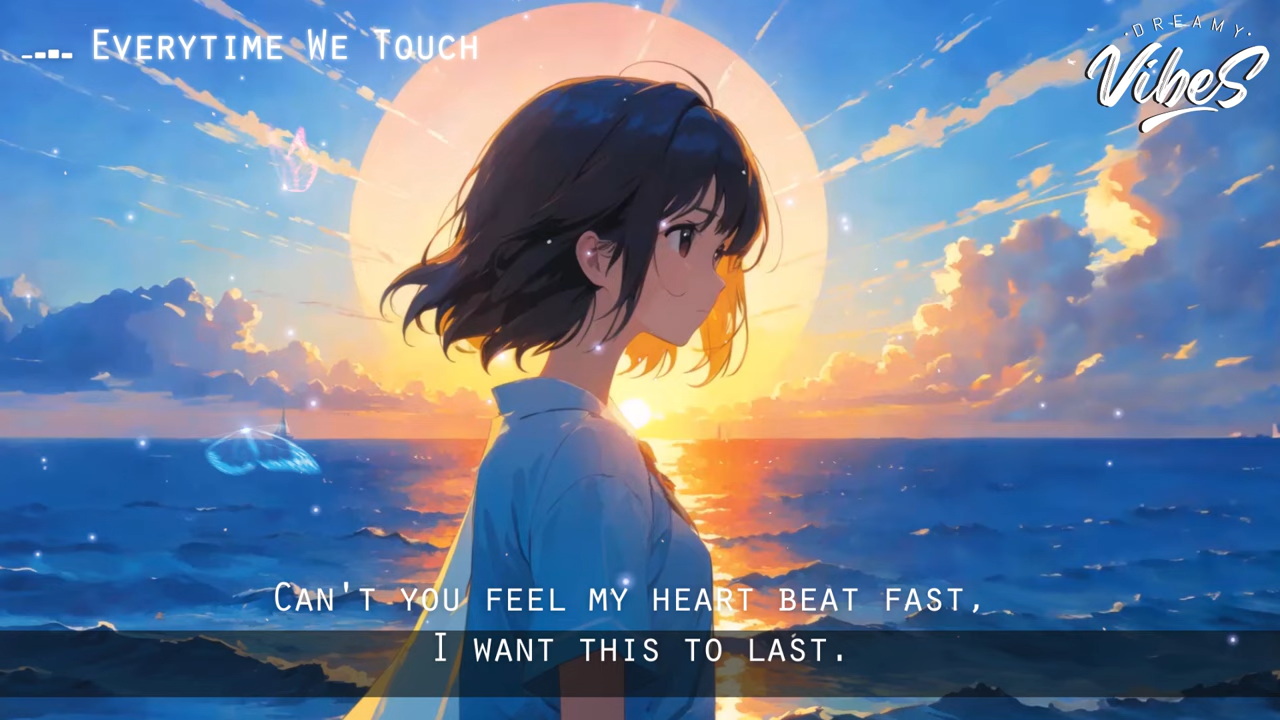 Everytime We Touch
DREAMY
Vibes
Can't you feel my heart beat fast,
I want this to last.